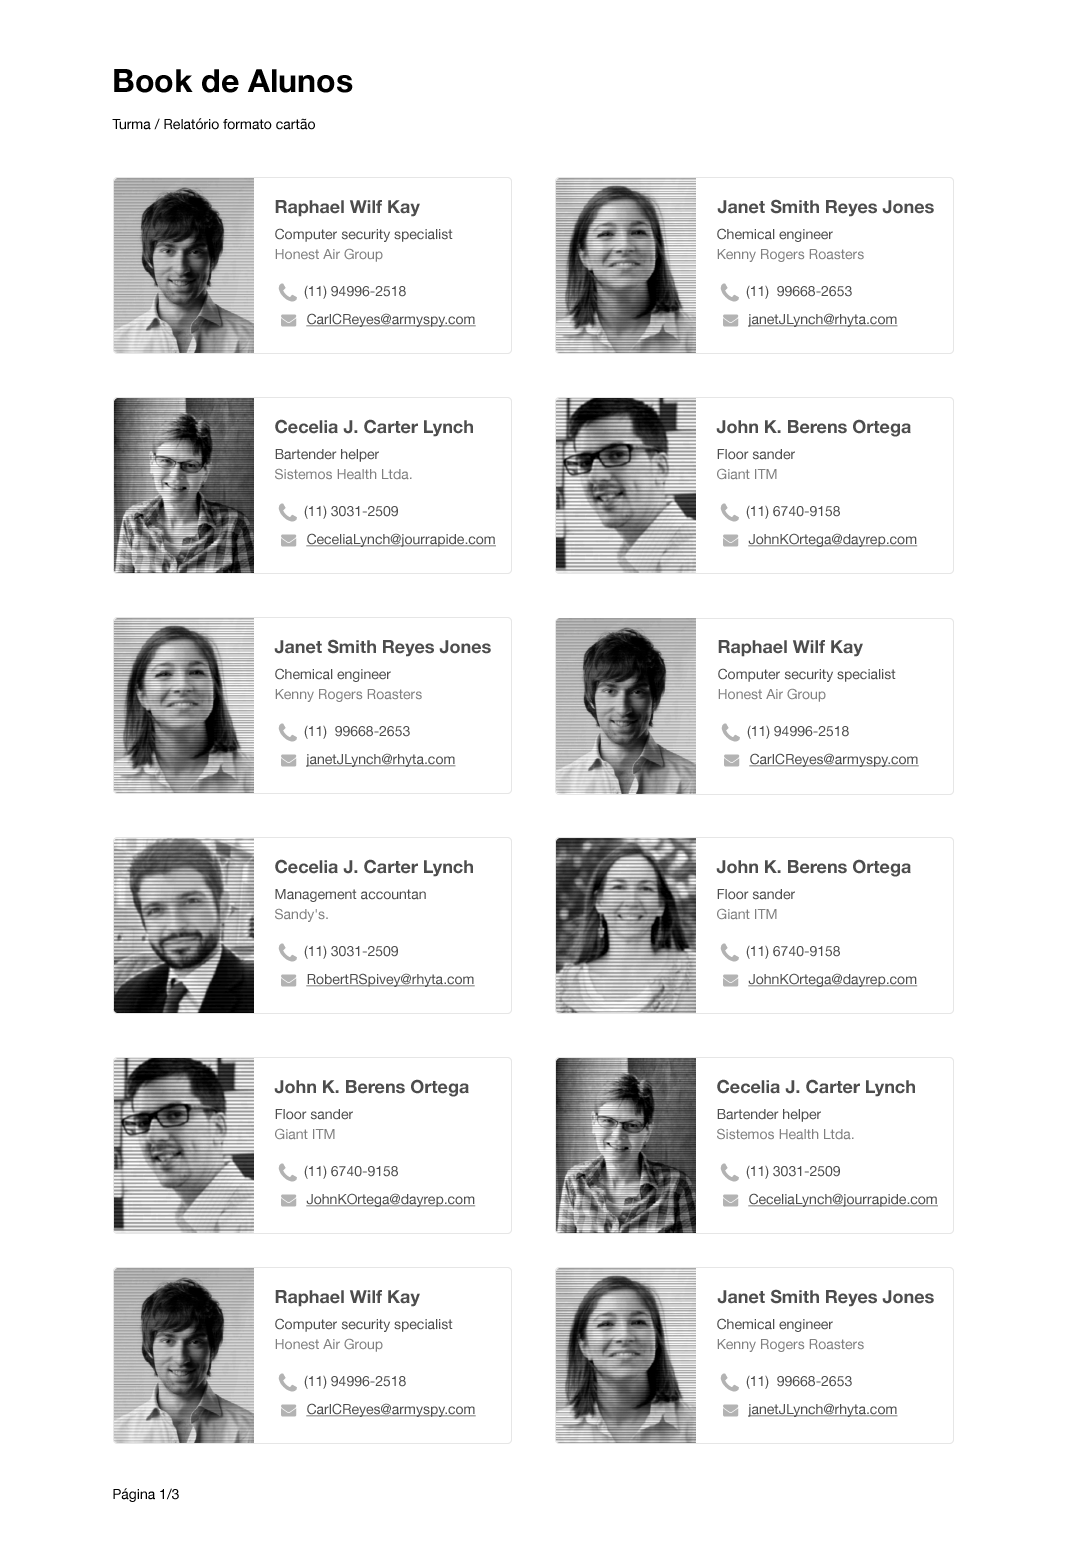 Book de Alunos
Turma / Relatório formato cartão
Raphael Wilf Kay
Computer security specialist
Honest Air Group
(11) 94996-2518
CarlCReyes@armyspy.com
Janet Smith Reyes Jones
Chemical engineer
Kenny Rogers Roasters
(11)  99668-2653
janetJLynch@rhyta.com
Cecelia J. Carter Lynch
Bartender helper
Sistemos Health Ltda.
(11) 3031-2509
CeceliaLynch@jourrapide.com
John K. Berens Ortega
Floor sander
Giant ITM
(11) 6740-9158
JohnKOrtega@dayrep.com
Janet Smith Reyes Jones
Chemical engineer
Kenny Rogers Roasters
(11)  99668-2653
janetJLynch@rhyta.com
Raphael Wilf Kay
Computer security specialist
Honest Air Group
(11) 94996-2518
CarlCReyes@armyspy.com
Cecelia J. Carter Lynch
Management accountan
Sandy's.
(11) 3031-2509
RobertRSpivey@rhyta.com
John K. Berens Ortega
Floor sander
Giant ITM
(11) 6740-9158
JohnKOrtega@dayrep.com
John K. Berens Ortega
Floor sander
Giant ITM
(11) 6740-9158
JohnKOrtega@dayrep.com
Cecelia J. Carter Lynch
Bartender helper
Sistemos Health Ltda.
(11) 3031-2509
CeceliaLynch@jourrapide.com
Raphael Wilf Kay
Computer security specialist
Honest Air Group
(11) 94996-2518
CarlCReyes@armyspy.com
Janet Smith Reyes Jones
Chemical engineer
Kenny Rogers Roasters
(11)  99668-2653
janetJLynch@rhyta.com
Página 1/3